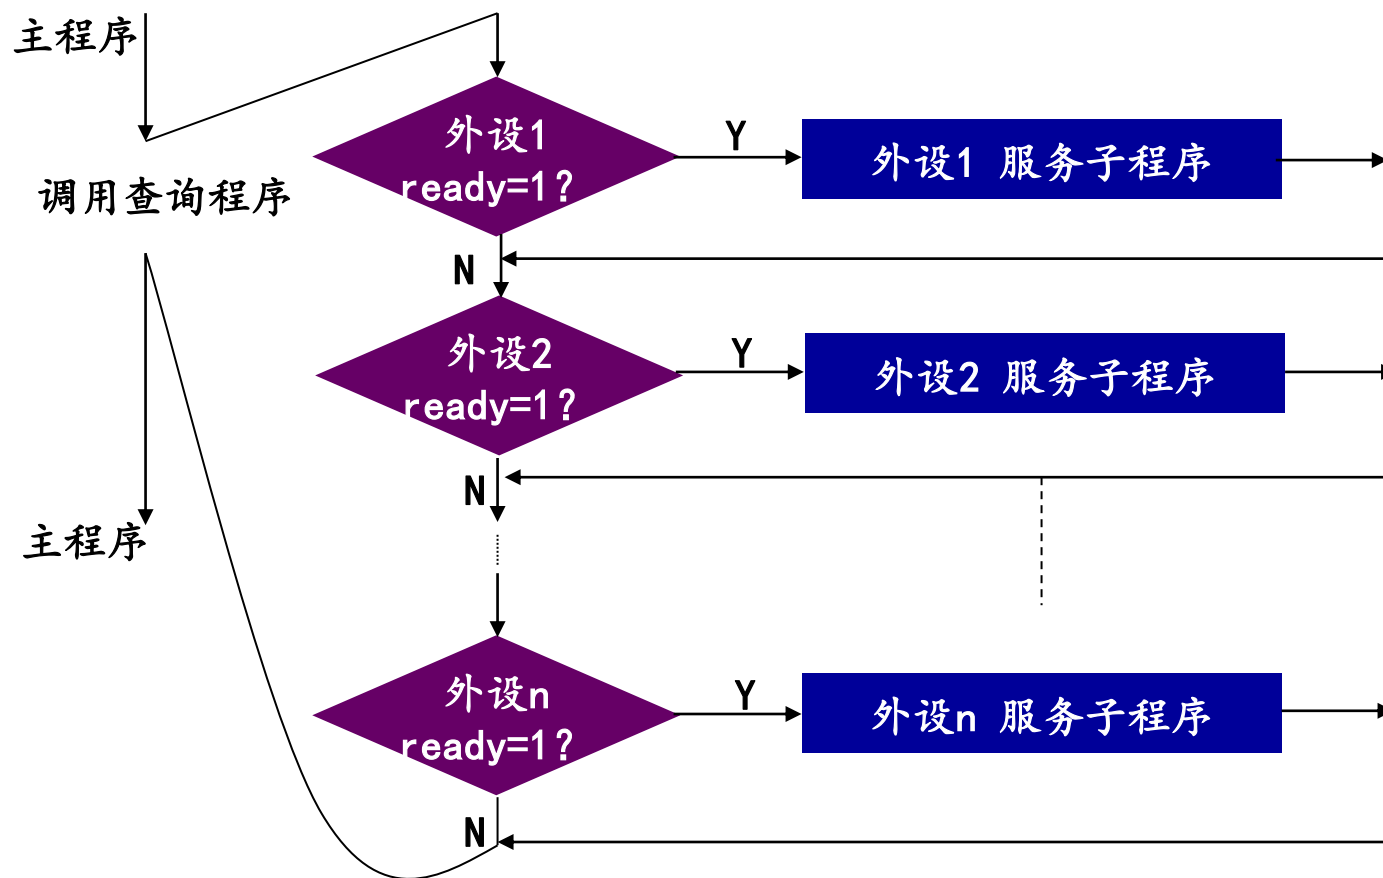 主程序
调用查询程序
主程序
外设1
ready=1?
Y
外设1 服务子程序
N
外设2
ready=1?
Y
外设2 服务子程序
N
外设n
ready=1?
Y
外设n 服务子程序
N